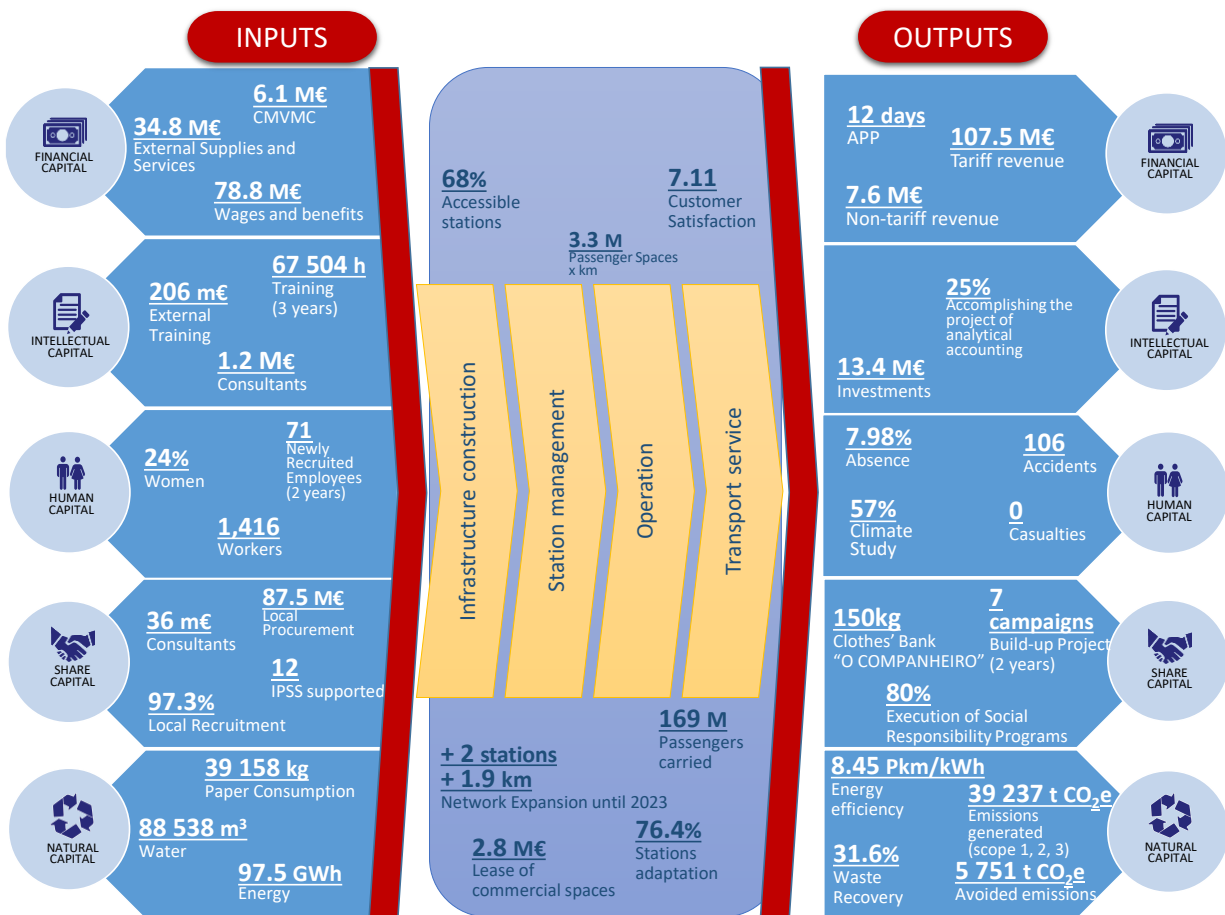 INPUTS
OUTPUTS
FINANCIAL
CAPITAL
6.1 M€
CMVMC
34.8 M€
External Supplies and
Services
78.8 M€
Wages and benefits
INTELLECTUAL
CAPITAL
67 504 h
Training
(3 years)
206 m€
External
Training
1.2 M€
Consultants
HUMAN
CAPITAL
71
Newly
Recruited
Employees
(2 years)
24%
Women
1,416
Workers
SHARE
CAPITAL
87.5 M€
Local
Procurement
36 m€
Consultants
12
IPSS supported
97.3%
Local Recruitment
NATURAL
CAPITAL
39 158 kg
Paper Consumption
88 538 m³
Water
97.5 GWh
Energy
68%
Accessible
stations
7.11
Customer
Satisfaction
3.3 M
Passenger Spaces
x km
Infrastructure construction
Station management
Operation
Transport service
169 M
Passengers
carried
+ 2 stations
+ 1.9 km
Network Expansion until 2023
2.8 M€
Lease of
commercial spaces
76.4%
Stations
adaptation
12 days
APP
107.5 M€
Tariff revenue
7.6 M€
Non-tariff revenue
FINANCIAL
CAPITAL
25%
Accomplishing the
project of
analytical
accounting
13.4 M€
Investments
INTELLECTUAL
CAPITAL
7.98%
Absence
106
Accidents
57%
Climate
Study
0
Casualties
HUMAN
CAPITAL
150kg
Clothes’ Bank
“O COMPANHEIRO”
7
campaigns
Build-up Project
(2 years)
80%
Execution of Social
Responsibility Programs
SHARE
CAPITAL
8.45 Pkm/kWh
Energy
efficiency
39 237 t CO₂e
Emissions
generated
(scope 1, 2, 3)
31.6%
Waste
Recovery
5 751 t CO₂e
Avoided emissions
NATURAL
CAPITAL